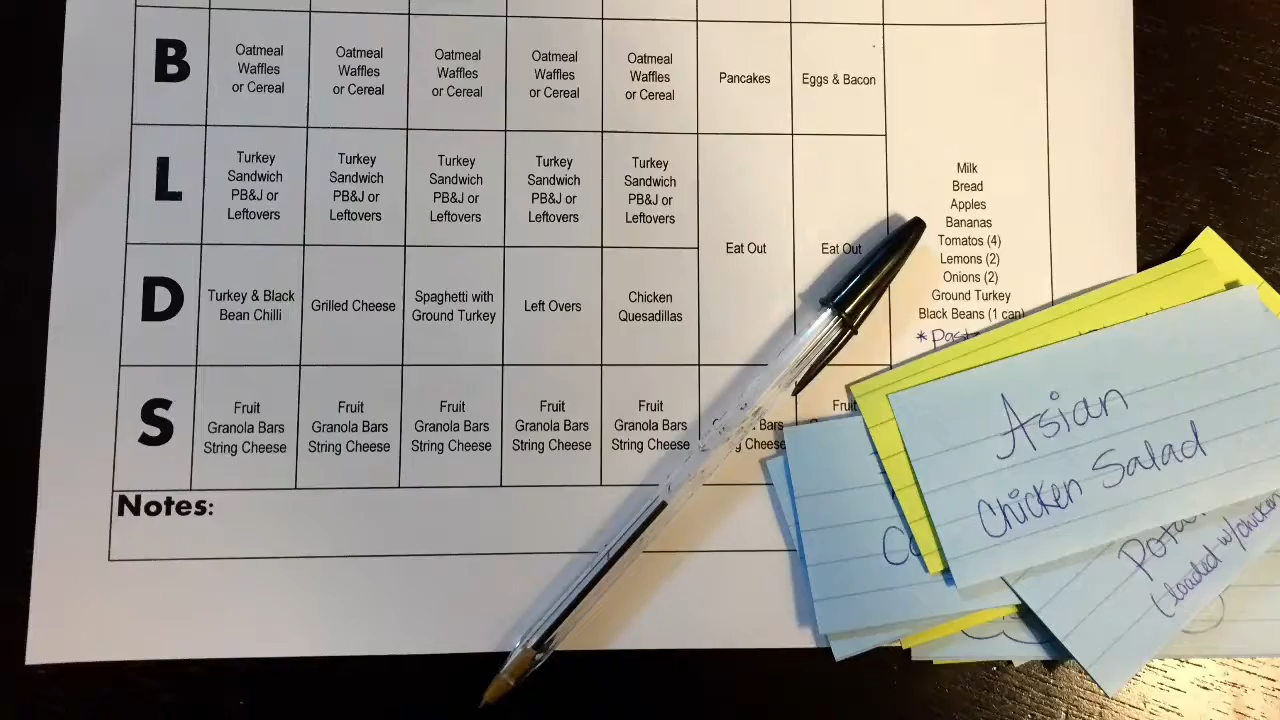 B
Oatmeal
Waffles
or Cereal
Oatmeal
Waffles
or Cereal
Oatmeal
Waffles
or Cereal
Oatmeal
Waffles
or Cereal
Oatmeal
Waffles
or Cereal
Pancakes
Eggs & Bacon
L
Turkey
Sandwich
PB&J or
Leftovers
Turkey
Sandwich
PB&J or
Leftovers
Turkey
Sandwich
PB&J or
Leftovers
Turkey
Sandwich
PB&J or
Leftovers
Turkey
Sandwich
PB&J or
Leftovers
Eat Out
Eat Out
D
Turkey & Black
Bean Chilli
Grilled Cheese
Spaghetti with
Ground Turkey
Left Overs
Chicken
Quesadillas
S
Fruit
Granola Bars
String Cheese
Fruit
Granola Bars
String Cheese
Fruit
Granola Bars
String Cheese
Fruit
Granola Bars
String Cheese
Fruit
Granola Bars
String Cheese
Bars
Cheese
Fruit
Milk
Bread
Apples
Bananas
Tomatos (4)
Lemons (2)
Onions (2)
Ground Turkey
Black Beans (1 can)
Notes:
Asian
Chicken Salad
loaded w/chicken